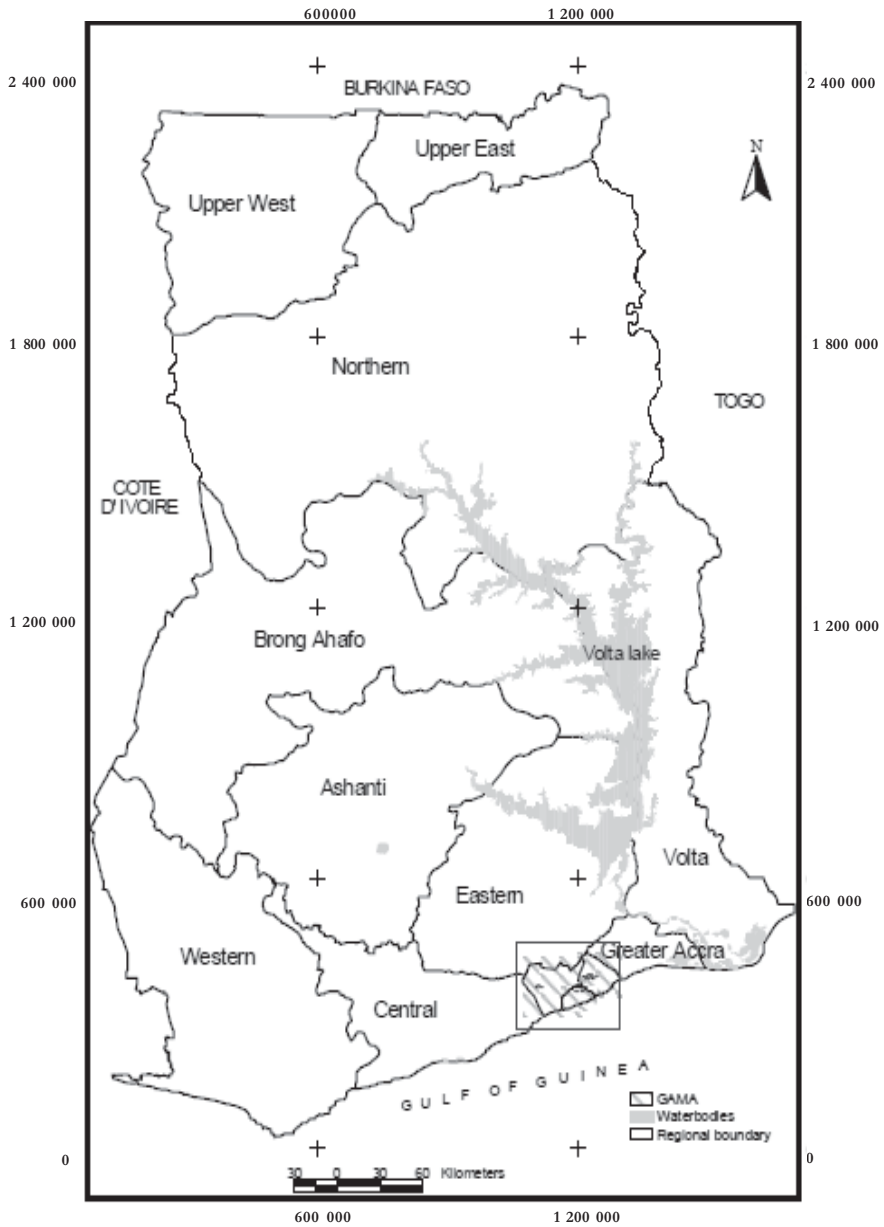 600000 1 200 000
2 400 000 2 400 000
BURKINA FASO
N
Upper East
Upper West
1 800 000 1 800 000
Northern
TOGO
COTE
D'IVOIRE
1 200 000 1 200 000
Brong Ahafo
Volta lake
Ashanti
Volta
Eastern
600 000 600 000
Western
Greater Accra
Central
GULF OF GUINEA
GAMA
Waterbodies
Regional boundary
0 0
30 0 30 60 Kilometers
600 000 1 200 000